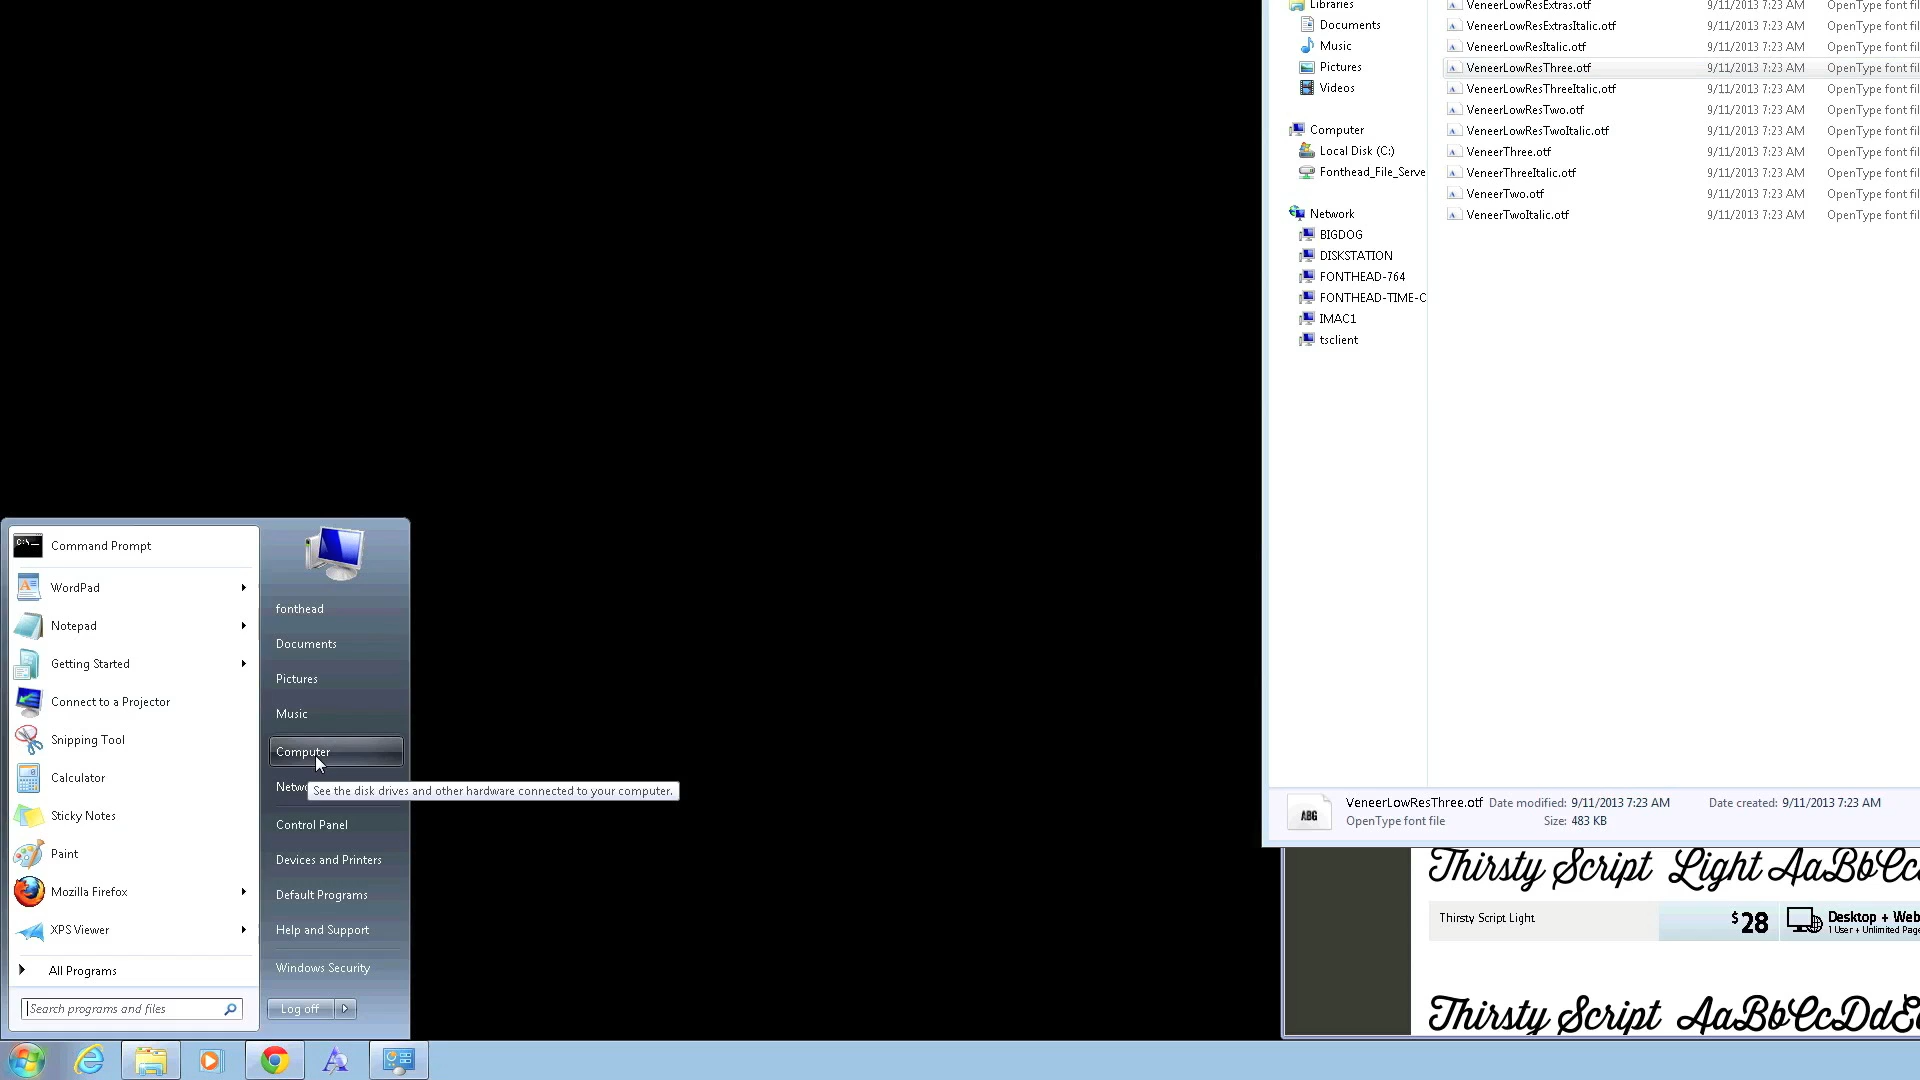 Libraries
Documents
Music
Pictures
Videos
Computer
Local Disk (C:)
Fonthead_File_Serve
Network
BIGDOG
DISKSTATION
FONTHEAD-764
FONTHEAD-TIME-C
IMAC1
tsclient
VeneerLowResExtras.otf 9/11/2013 7:23 AM OpenType font fil
VeneerLowResExtrasItalic.otf 9/11/2013 7:23 AM OpenType font fil
VeneerLowResItalic.otf 9/11/2013 7:23 AM OpenType font fil
VeneerLowResThree.otf 9/11/2013 7:23 AM OpenType font fil
VeneerLowResThreeItalic.otf 9/11/2013 7:23 AM OpenType font fil
VeneerLowResTwo.otf 9/11/2013 7:23 AM OpenType font fil
VeneerLowResTwoItalic.otf 9/11/2013 7:23 AM OpenType font fil
VeneerThree.otf 9/11/2013 7:23 AM OpenType font fil
VeneerThreeItalic.otf 9/11/2013 7:23 AM OpenType font fil
VeneerTwo.otf 9/11/2013 7:23 AM OpenType font fil
VeneerTwoItalic.otf 9/11/2013 7:23 AM OpenType font fil
ABG
VeneerLowResThree.otf Date modified: 9/11/2013 7:23 AM Date created: 9/11/2013 7:23 AM
OpenType font file Size: 483 KB
Thirsty Script Light AaBbCc
Thirsty Script Light $28 Desktop + Web
1 User + Unlimited Page
Thirsty Script AaBbCcDdE
Command Prompt
WordPad
Notepad
Getting Started
Connect to a Projector
Snipping Tool
Calculator
Sticky Notes
Paint
Mozilla Firefox
XPS Viewer
All Programs
Search programs and files
fonthead
Documents
Pictures
Music
Computer
Netwo
See the disk drives and other hardware connected to your computer.
Control Panel
Devices and Printers
Default Programs
Help and Support
Windows Security
Log off